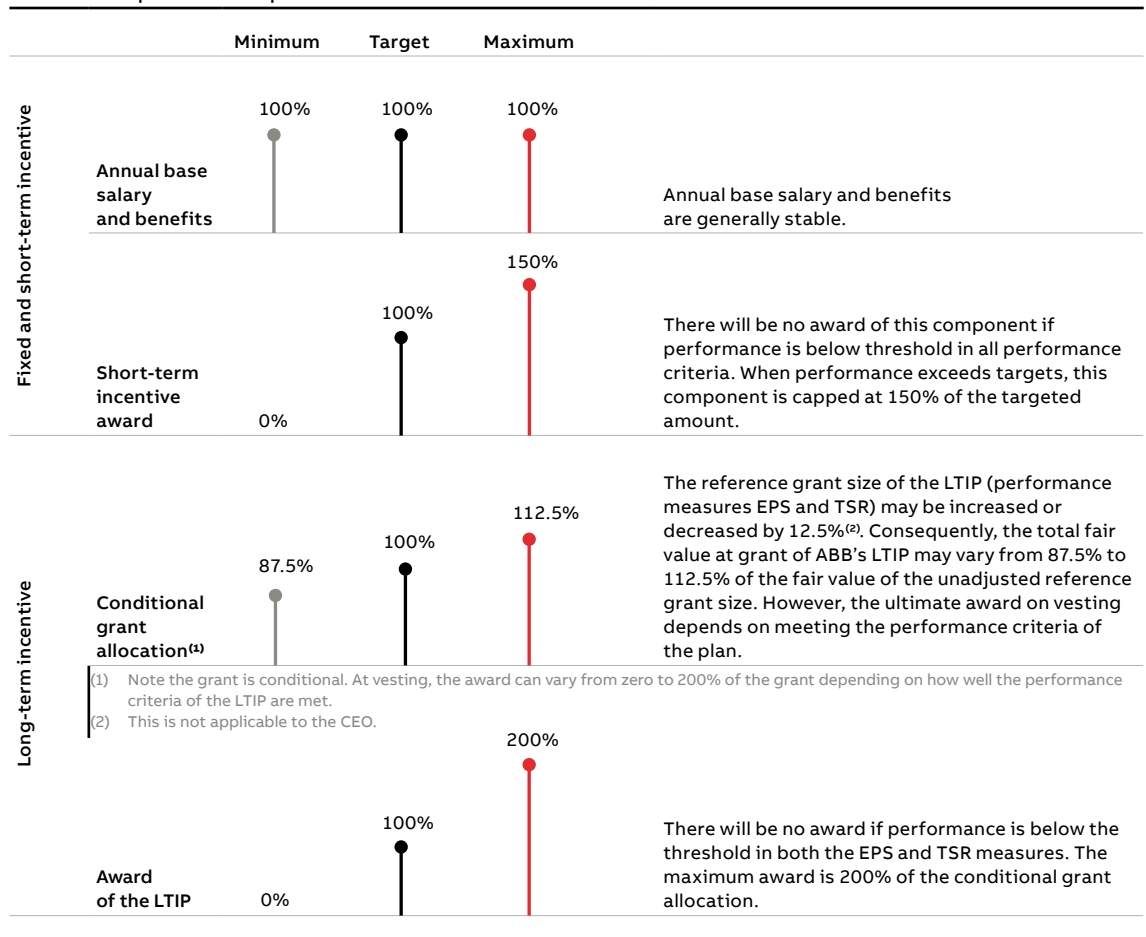 Minimum Target Maximum
Fixed and short-term incentive
100% 100% 100%
Annual base
salary
and benefits
Annual base salary and benefits
are generally stable.
150%
100%
0%
Short-term
incentive
award
There will be no award of this component if
performance is below threshold in all performance
criteria. When performance exceeds targets, this
component is capped at 150% of the targeted
amount.
Long-term incentive
112.5%
100%
87.5%
Conditional
grant
allocation(1)
The reference grant size of the LTIP (performance
measures EPS and TSR) may be increased or
decreased by 12.5%(2). Consequently, the total fair
value at grant of ABB’s LTIP may vary from 87.5% to
112.5% of the fair value of the unadjusted reference
grant size. However, the ultimate award on vesting
depends on meeting the performance criteria of
the plan.
(1) Note the grant is conditional. At vesting, the award can vary from zero to 200% of the grant depending on how well the performance
criteria of the LTIP are met.
(2) This is not applicable to the CEO.
200%
100%
0%
Award
of the LTIP
There will be no award if performance is below the
threshold in both the EPS and TSR measures. The
maximum award is 200% of the conditional grant
allocation.